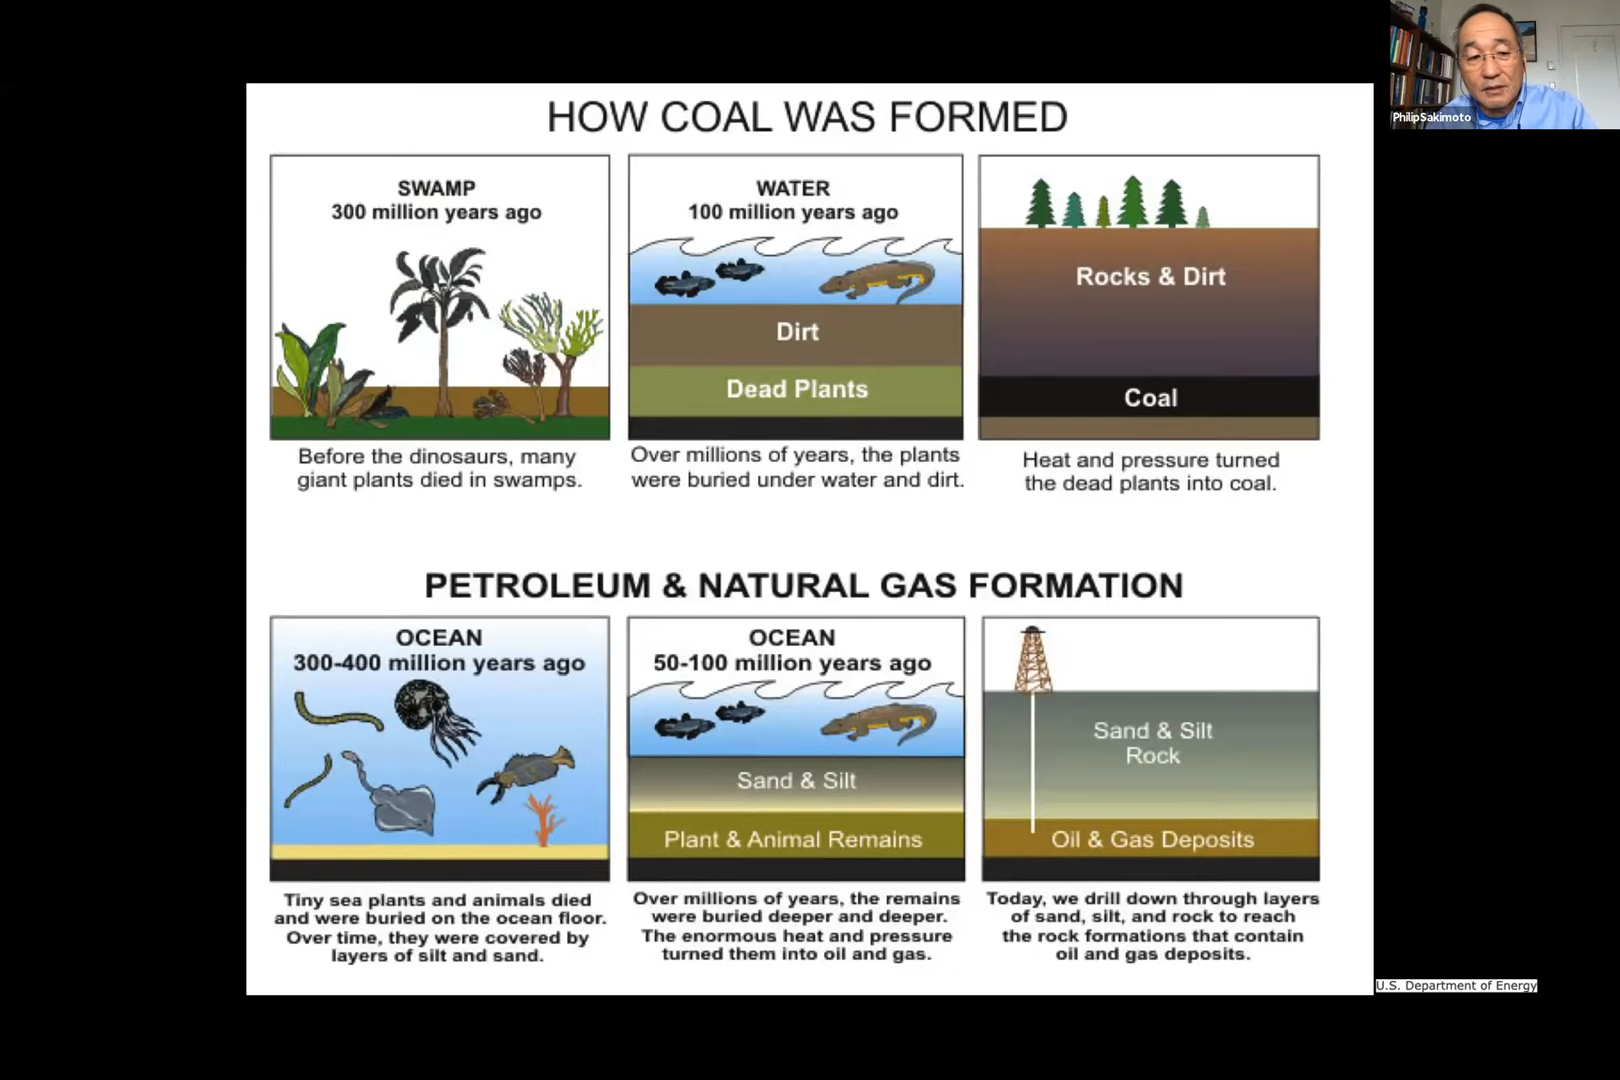 HOW COAL WAS FORMED
SWAMP
300 million years ago
Before the dinosaurs, many
giant plants died in swamps.
WATER
100 million years ago
Dirt
Dead Plants
Over millions of years, the plants
were buried under water and dirt.
Rocks & Dirt
Coal
Heat and pressure turned
the dead plants into coal.
PETROLEUM & NATURAL GAS FORMATION
OCEAN
300-400 million years ago
Tiny sea plants and animals died
and were buried on the ocean floor.
Over time, they were covered by
layers of silt and sand.
OCEAN
50-100 million years ago
Sand & Silt
Plant & Animal Remains
Over millions of years, the remains
were buried deeper and deeper.
The enormous heat and pressure
turned them into oil and gas.
Sand & Silt
Rock
Oil & Gas Deposits
Today, we drill down through layers
of sand, silt, and rock to reach
the rock formations that contain
oil and gas deposits.
U.S. Department of Energy
PhilipSakimoto